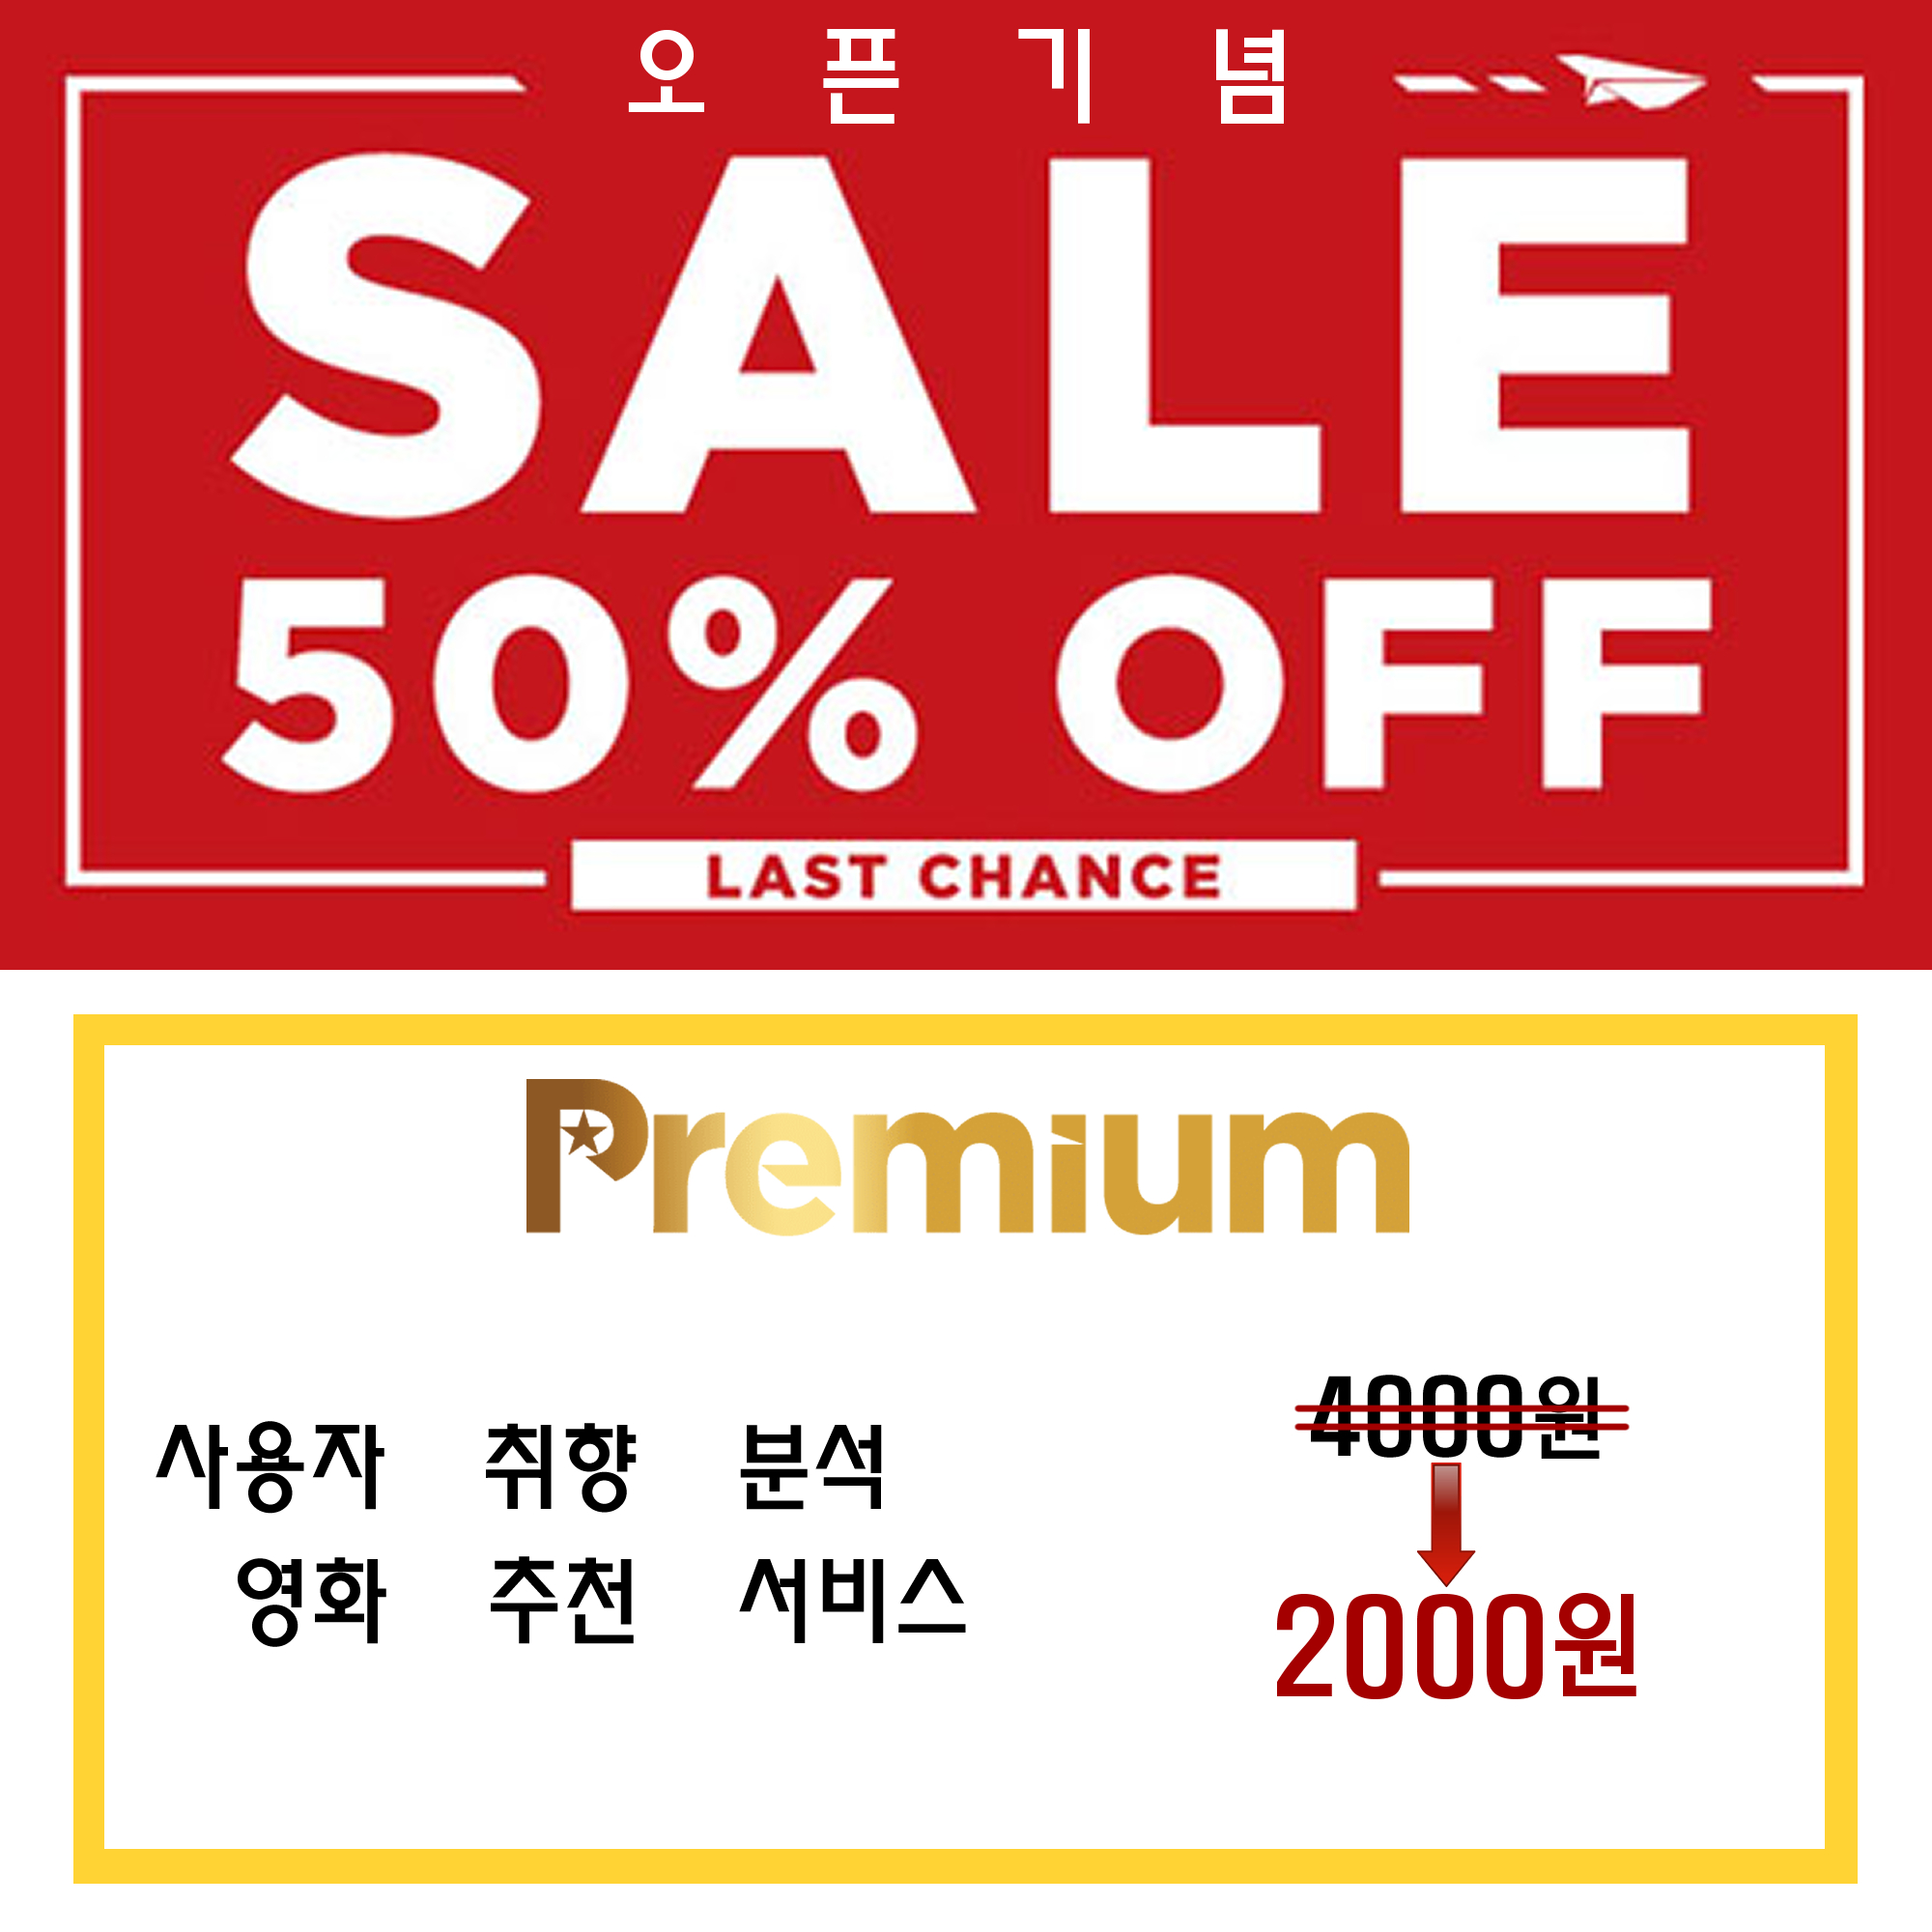 오픈기념
SALE
50% OFF
LAST CHANCE
Premium
사용자 취향 분석
영화 추천 서비스
4000원
2000원